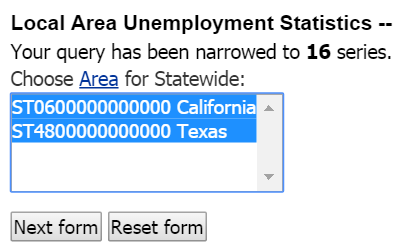 Local Area Unemployment Statistics --
Your query has been narrowed to 16 series.
Choose Area for Statewide:
ST0600000000000 California
ST4800000000000 Texas
Next form Reset form